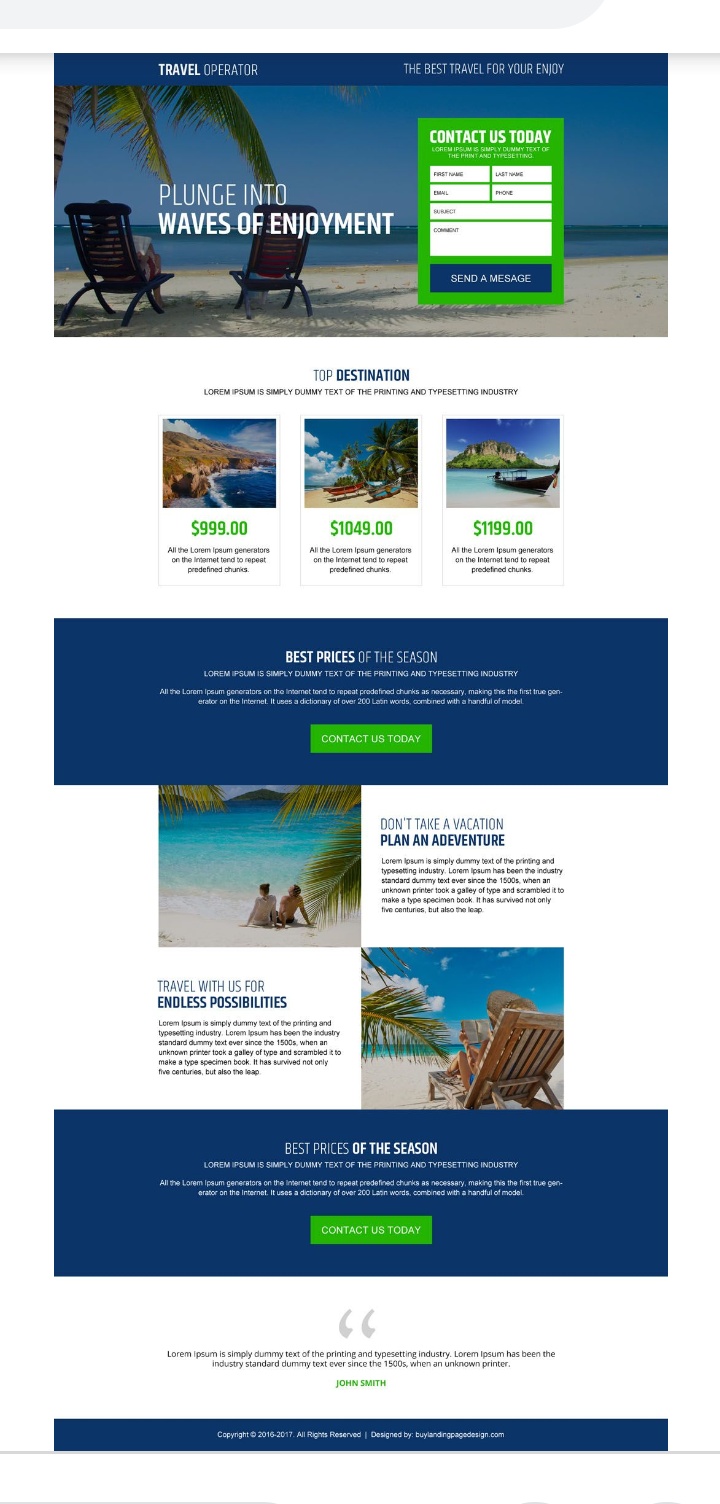 TRAVEL OPERATOR
THE BEST TRAVEL FOR YOUR ENJOY
PLUNGE INTO
WAVES OF ENJOYMENT
CONTACT US TODAY
LOREM IPSUM IS SIMPLY DUMMY TEXT OF
THE PRINT AND TYPESETTING.
FIRST NAME
LAST NAME
EMAIL
PHONE
SUSJECT
COMMENT
SEND A MESAGE
TOP DESTINATION
LOREM IPSUM IS SIMPLY DUMMY TEXT OF THE PRINTING AND TYPESETTING INDUSTRY
$999.00
All the Lorem Ipsum generators
on the Internet tend to repeat
predefined chunks.
$1049.00
All the Lorem Ipsum generators
on the Internet tend to repeat
predefined chunks.
$1199.00
All the Lorem Ipsum generators
on the Internet tend to repeat
predefined chunks.
BEST PRICES OF THE SEASON
LOREM IPSUM IS SIMPLY DUMMY TEXT OF THE PRINTING AND TYPESETTING INDUSTRY
All the Lorem Ipsum generators on the Internet tend to repeat predefined chunks as necessary, making this the first true gen-
erator on the Internet. It uses a dictionary of over 200 Latin words, combined with a handful of model.
CONTACT US TODAY
DON'T TAKE A VACATION
PLAN AN ADEVENTURE
Lorem Ipsum is simply dummy text of the printing and
typesetting industry. Lorem Ipsum has been the industry
standard dummy text ever since the 1500s, when an
unknown printer took a galley of type and scrambled it to
make a type specimen book. It has survived not only
five centuries, but also the leap.
TRAVEL WITH US FOR
ENDLESS POSSIBILITIES
Lorem Ipsum is simply dummy text of the printing and
typesetting industry. Lorem Ipsum has been the industry
standard dummy text ever since the 1500s, when an
unknown printer took a galley of type and scrambled it to
make a type specimen book. It has survived not only
five centuries, but also the leap.
BEST PRICES OF THE SEASON
LOREM IPSUM IS SIMPLY DUMMY TEXT OF THE PRINTING AND TYPESETTING INDUSTRY
All the Lorem Ipsum generators on the Internet tend to repeat predefined chunks as necessary, making this the first true gen-
erator on the Internet. It uses a dictionary of over 200 Latin words, combined with a handful of model.
CONTACT US TODAY
“
Lorem Ipsum is simply dummy text of the printing and typesetting industry. Lorem Ipsum has been the
industry standard dummy text ever since the 1500s, when an unknown printer.
JOHN SMITH
Copyright © 2016-2017. All Rights Reserved | Designed by: buylandingpagedesign.com